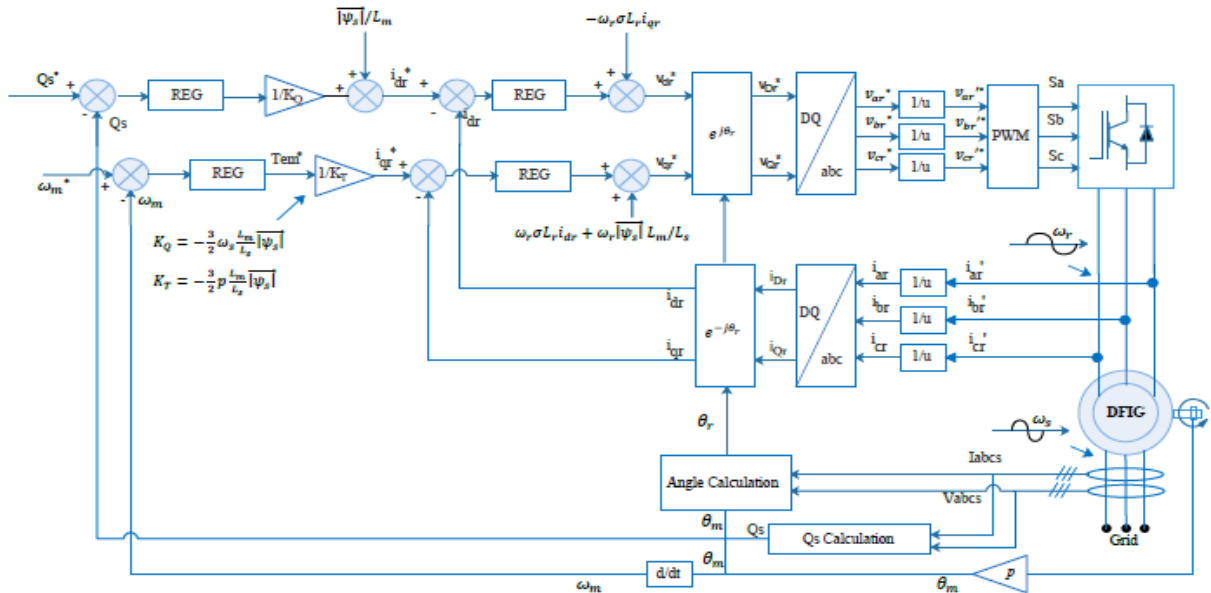 |ψs|/Lm
-ωrσLr iqr
Qs*
+
-
Qs
REG
1/KQ
+
+
idr*
+
-
idr
REG
+
+
vdr*
e^jθr
vDr*
DQ
abc
var*
1/u
var'*
PWM
Sa
vbr*
1/u
vbr'*
Sb
vcr*
1/u
vcr'*
Sc
ωm*
+
-
ωm
REG
Tem*
1/KT
iqr*
+
-
REG
+
+
vqr*
vQr*
ωrσLr idr + ωr|ψs| Lm/Ls
KQ = -3/2 ωs Lm/Ls |ψs|
KT = -3/2 p Lm/Ls |ψs|
ωr
idr
iqr
e^-jθr
iDr
iQr
DQ
abc
iar
1/u
iar'
ibr
1/u
ibr'
icr
1/u
icr'
θr
DFIG
ωs
Angle Calculation
Iabcs
Vabcs
θm
Qs
Qs Calculation
Grid
θm
ωm
d/dt
θm
p